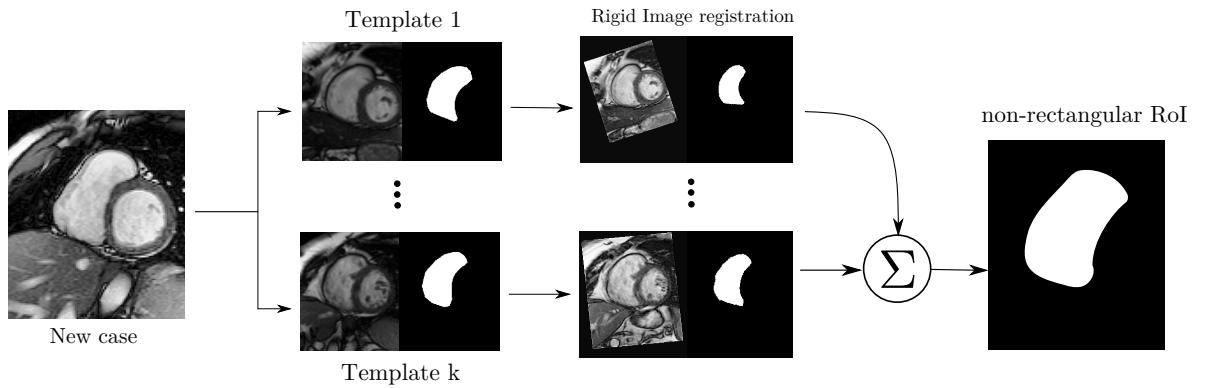 Template 1
Rigid Image registration
non-rectangular RoI
Σ
New case
Template k